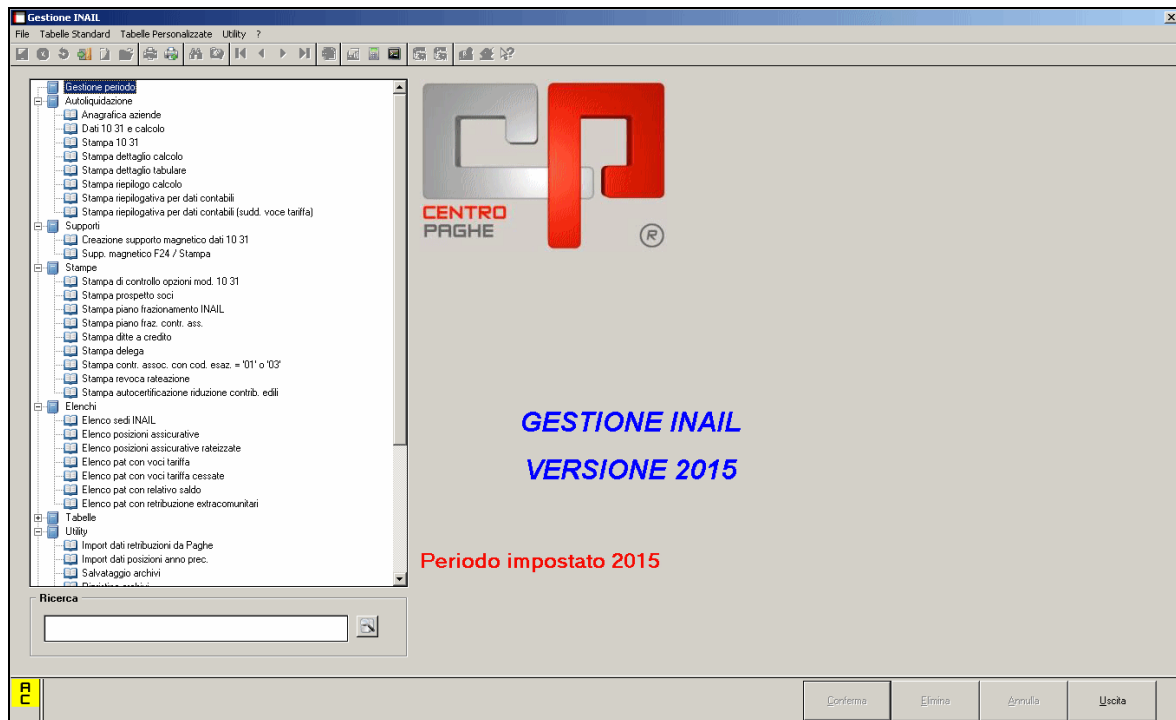 Gestione INAIL
File Tabelle Standard Tabelle Personalizzate Utility ?
Gestione periodo
Autoliquidazione
Anagrafica aziende
Dati 10 31 e calcolo
Stampa 10 31
Stampa dettaglio calcolo
Stampa dettaglio tabulare
Stampa riepilogo calcolo
Stampa riepilogativa per dati contabili
Stampa riepilogativa per dati contabili (sudd. voce tariffa)
Supporti
Creazione supporto magnetico dati 10 31
Supp. magnetico F24 / Stampa
Stampe
Stampa di controllo opzioni mod. 10 31
Stampa prospetto soci
Stampa piano frazionamento INAIL
Stampa piano fraz. contr. ass.
Stampa ditte a credito
Stampa delega
Stampa contr. assoc. con cod. esaz. = '01' o '03'
Stampa revoca rateazione
Stampa autocertificazione riduzione contrib. edili
Elenchi
Elenco sedi INAIL
Elenco posizioni assicurative
Elenco posizioni assicurative rateizzate
Elenco pat con voci tariffa
Elenco pat con voci tariffa cessate
Elenco pat con relativo saldo
Elenco pat con retribuzione extracomunitari
Tabelle
Utility
Import dati retribuzioni da Paghe
Import dati posizioni anno prec.
Salvataggio archivi
Ricerca
CENTRO
PAGHE
®
GESTIONE INAIL
VERSIONE 2015
Periodo impostato 2015
AC
Conferma Elimina Annulla Uscita